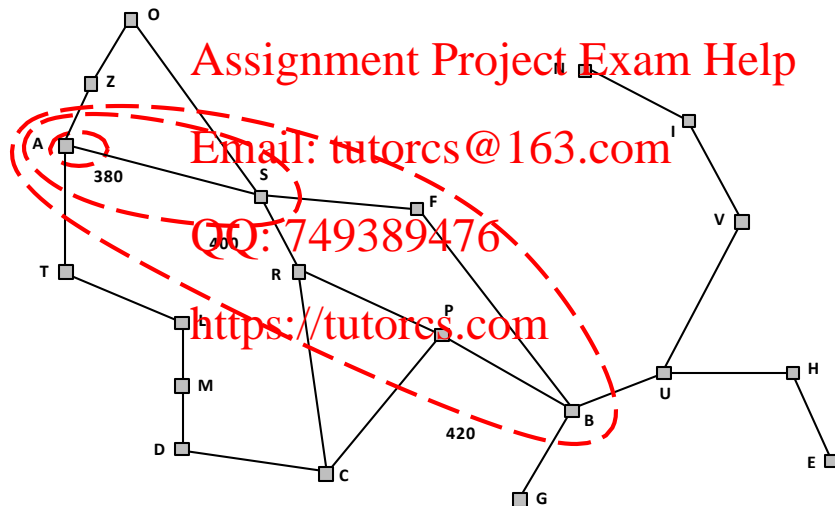 O
Assignment Project Exam Help
N
Z
I
A
Email: tutorcs@163.com
380
S
F
V
QQ: 749389476
400
T
R
P
L
https://tutorcs.com
M
U
H
B
420
D
C
E
G